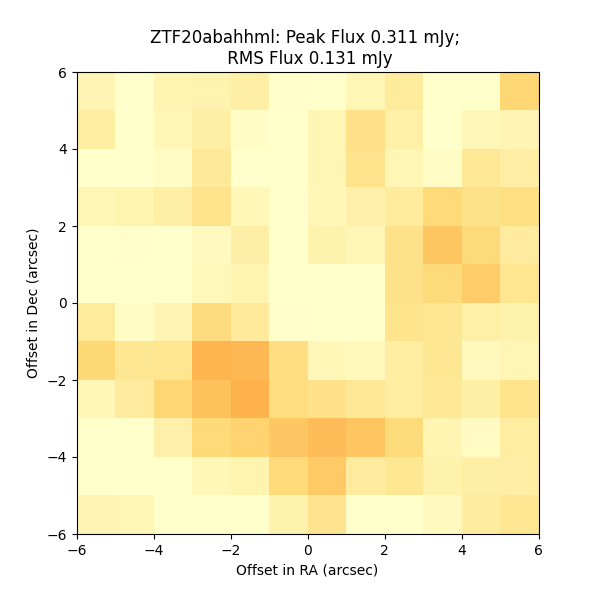 ZTF20abahhml: Peak Flux 0.311 mJy;
RMS Flux 0.131 mJy
6
4
2
0
−2
−4
−6
Offset in Dec (arcsec)
−6 −4 −2 0 2 4 6
Offset in RA (arcsec)